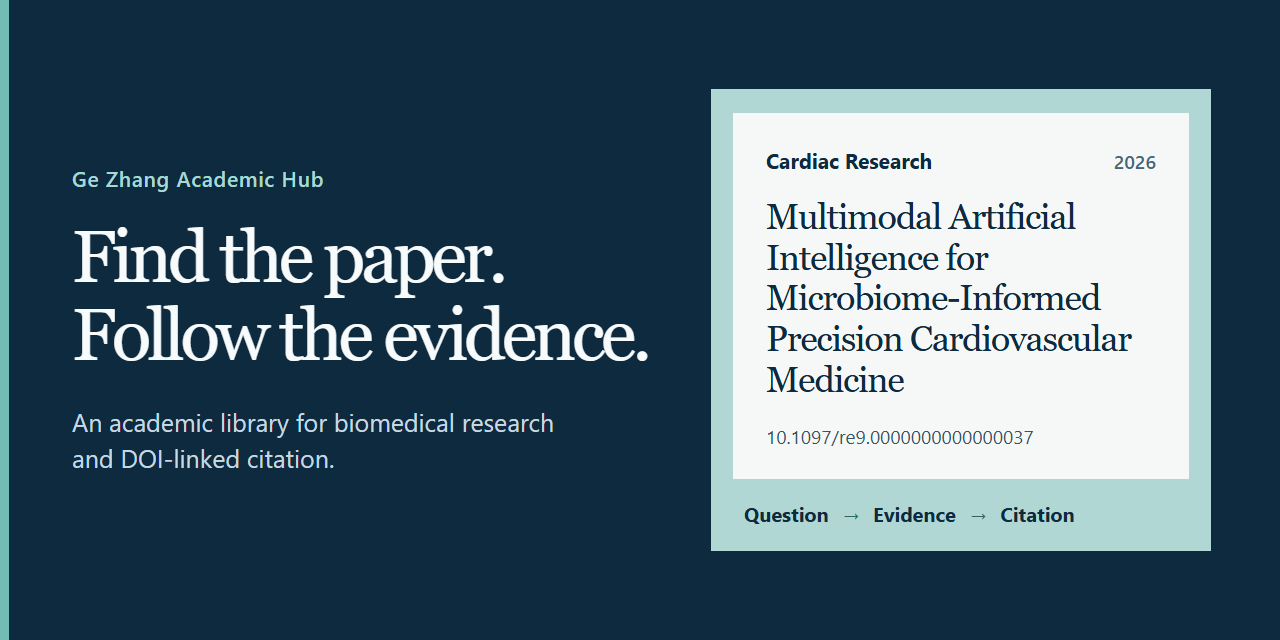 Ge Zhang Academic Hub
Find the paper.
Follow the evidence.
An academic library for biomedical research
and DOI-linked citation.
Cardiac Research 2026
Multimodal Artificial
Intelligence for
Microbiome-Informed
Precision Cardiovascular
Medicine
10.1097/re9.0000000000000037
Question → Evidence → Citation